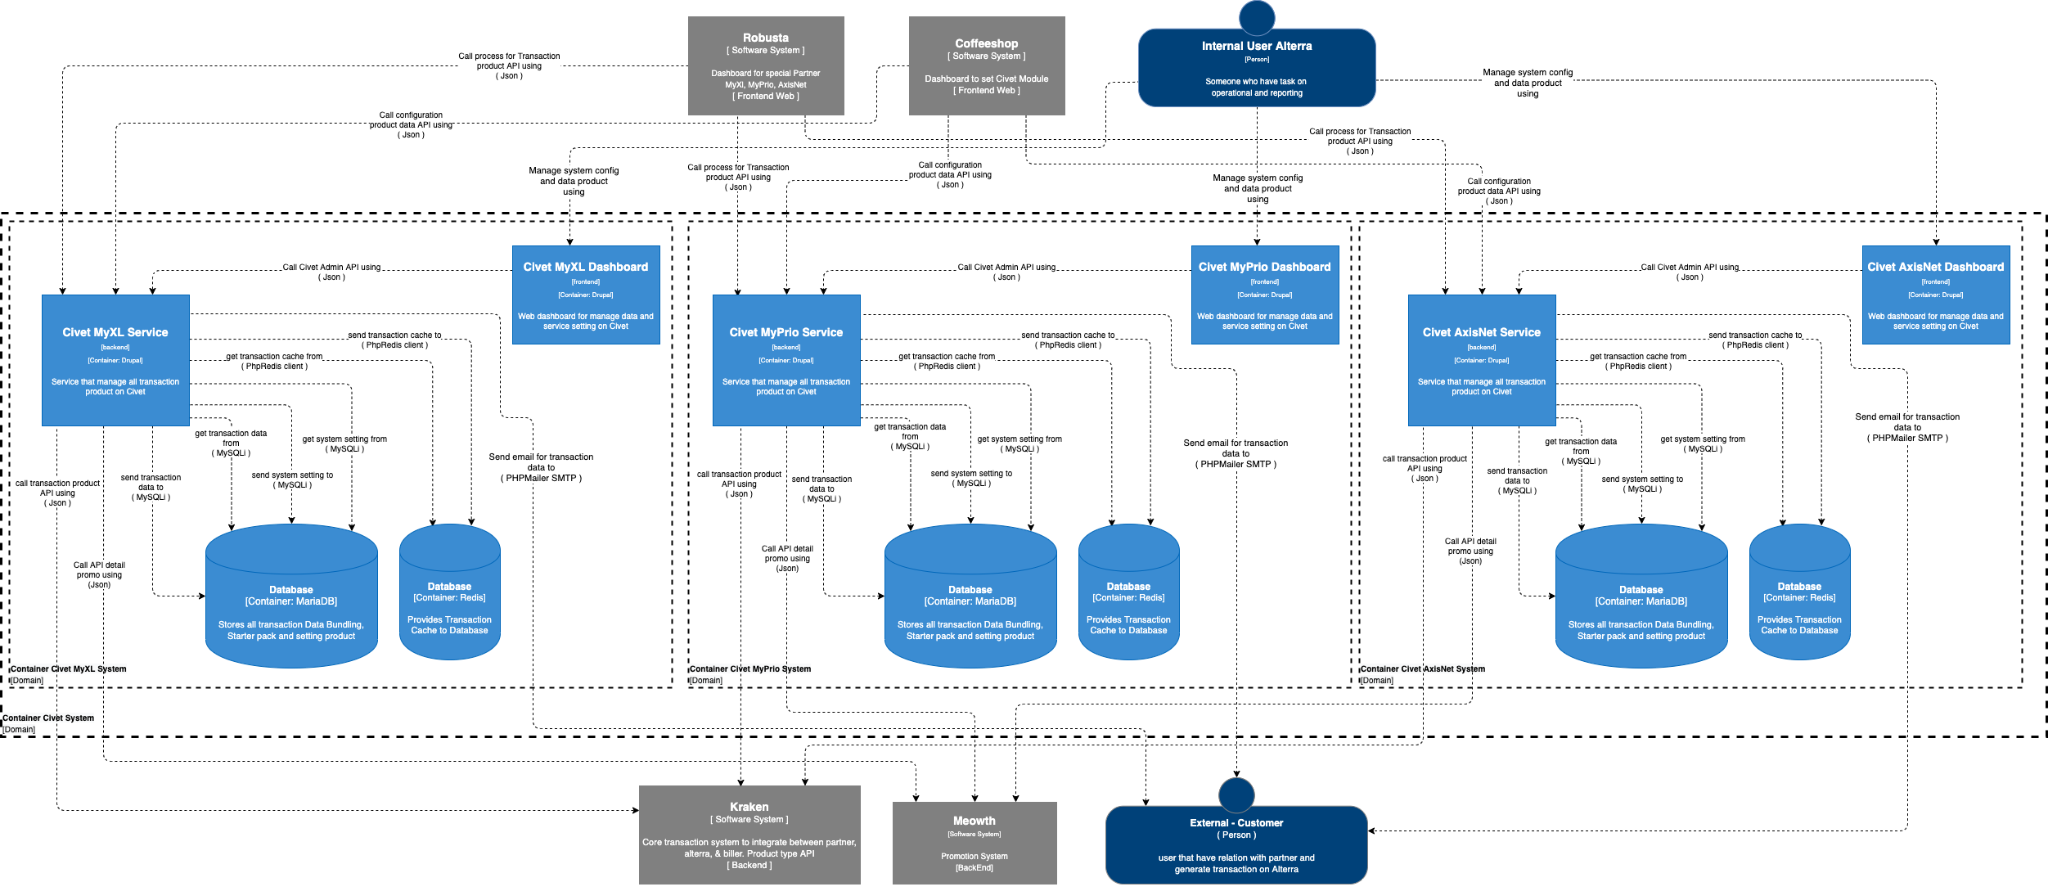 Robusta
[ Software System ]
Dashboard for special Partner
MyXl, MyPrio, AxisNet
[ Frontend Web ]
Coffeeshop
[ Software System ]
Dashboard to set Civet Module
[ Frontend Web ]
Internal User Alterra
[Person]
Someone who have task on
operational and reporting
Call process for Transaction
product API using
( Json )
Call configuration
product data API using
( Json )
Manage system config
and data product
using
Call process for Transaction
product API using
( Json )
Call configuration
product data API using
( Json )
Manage system config
and data product
using
Call process for Transaction
product API using
( Json )
Call configuration
product data API using
( Json )
Manage system config
and data product
using
Civet MyXL Dashboard
[frontend]
[Container: Drupal]
Web dashboard for manage data and
service setting on Civet
Call Civet Admin API using
( Json )
Civet MyXL Service
[backend]
[Container: Drupal]
Service that manage all transaction
product on Civet
send transaction cache to
( PhpRedis client )
get transaction cache from
( PhpRedis client )
get transaction data
from
( MySQLi )
get system setting from
( MySQLi )
send system setting to
( MySQLi )
send transaction
data to
( MySQLi )
call transaction product
API using
( Json )
Call API detail
promo using
(Json)
Send email for transaction
data to
( PHPMailer SMTP )
Database
[Container: MariaDB]
Stores all transaction Data Bundling,
Starter pack and setting product
Database
[Container: Redis]
Provides Transaction
Cache to Database
Container Civet MyXL System
[Domain]
Civet MyPrio Dashboard
[frontend]
[Container: Drupal]
Web dashboard for manage data and
service setting on Civet
Call Civet Admin API using
( Json )
Civet MyPrio Service
[backend]
[Container: Drupal]
Service that manage all transaction
product on Civet
send transaction cache to
( PhpRedis client )
get transaction cache from
( PhpRedis client )
get transaction data
from
( MySQLi )
get system setting from
( MySQLi )
send system setting to
( MySQLi )
send transaction
data to
( MySQLi )
call transaction product
API using
( Json )
Call API detail
promo using
(Json)
Send email for transaction
data to
( PHPMailer SMTP )
Database
[Container: MariaDB]
Stores all transaction Data Bundling,
Starter pack and setting product
Database
[Container: Redis]
Provides Transaction
Cache to Database
Container Civet MyPrio System
[Domain]
Civet AxisNet Dashboard
[frontend]
[Container: Drupal]
Web dashboard for manage data and
service setting on Civet
Call Civet Admin API using
( Json )
Civet AxisNet Service
[backend]
[Container: Drupal]
Service that manage all transaction
product on Civet
send transaction cache to
( PhpRedis client )
get transaction cache from
( PhpRedis client )
get transaction data
from
( MySQLi )
get system setting from
( MySQLi )
send system setting to
( MySQLi )
send transaction
data to
( MySQLi )
call transaction product
API using
( Json )
Call API detail
promo using
(Json)
Send email for transaction
data to
( PHPMailer SMTP )
Database
[Container: MariaDB]
Stores all transaction Data Bundling,
Starter pack and setting product
Database
[Container: Redis]
Provides Transaction
Cache to Database
Container Civet AxisNet System
[Domain]
Container Civet System
[Domain]
Kraken
[ Software System ]
Core transaction system to integrate between partner,
alterra, & biller. Product type API
[ Backend ]
Meowth
[Software System]
Promotion System
[BackEnd]
External - Customer
( Person )
user that have relation with partner and
generate transaction on Alterra